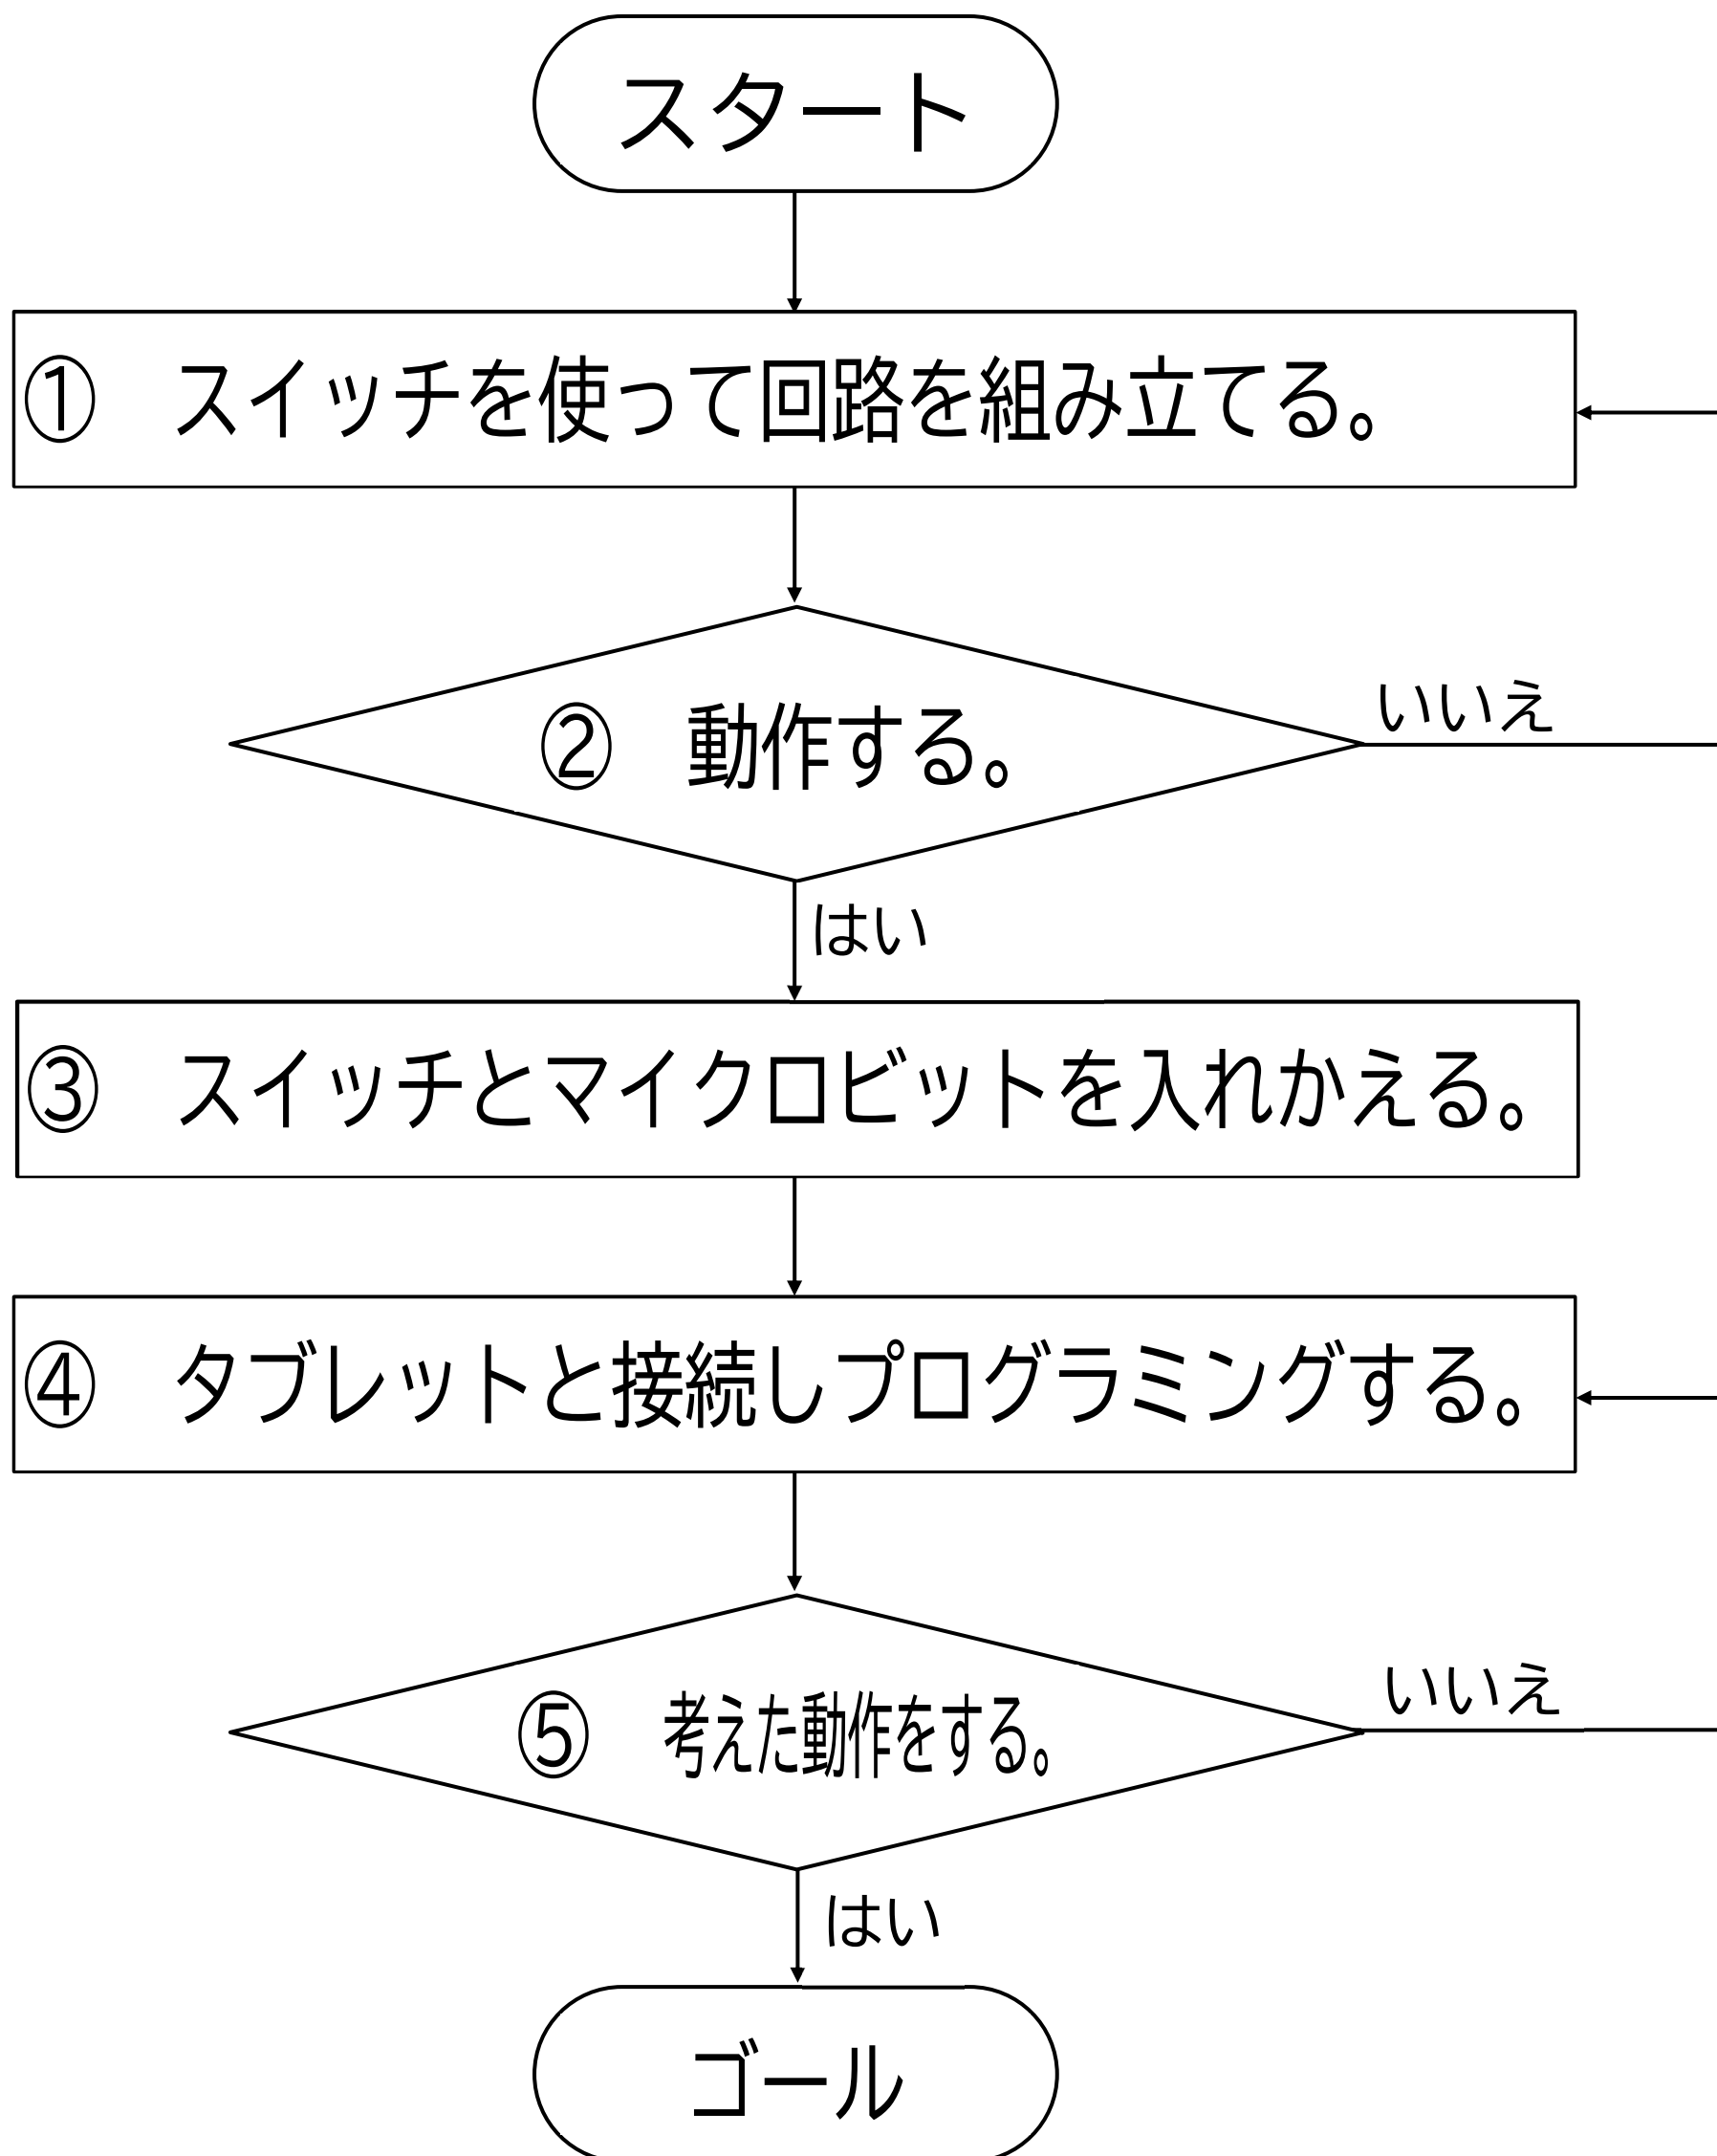 スタート
① スイッチを使って回路を組み立てる。
② 動作する。
いいえ
はい
③ スイッチとマイクロビットを入れかえる。
④ タブレットと接続しプログラミングする。
⑤ 考えた動作をする。
いいえ
はい
ゴール